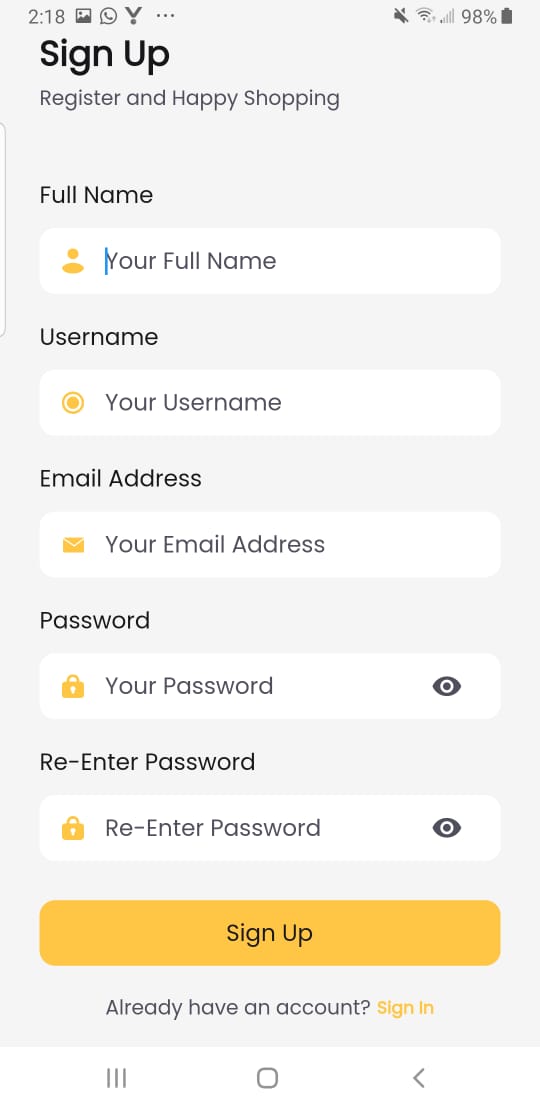 2:18
98%
Sign Up
Register and Happy Shopping
Full Name
Your Full Name
Username
Your Username
Email Address
Your Email Address
Password
Your Password
Re-Enter Password
Re-Enter Password
Sign Up
Already have an account? Sign In